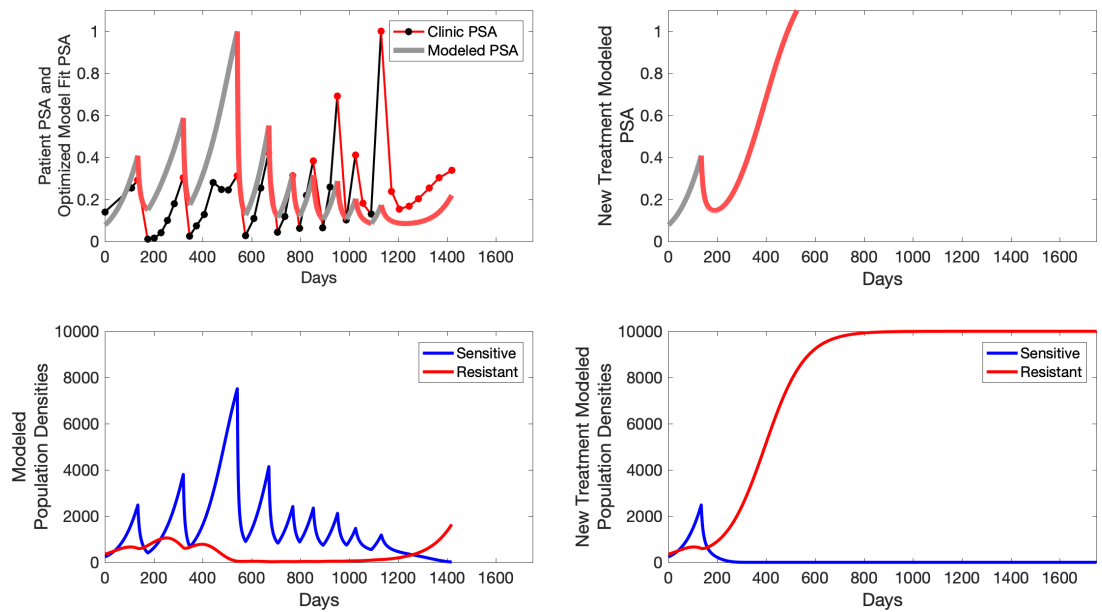 Patient PSA and
Optimized Model Fit PSA
1
0.8
0.6
0.4
0.2
0
0 200 400 600 800 1000 1200 1400 1600
Days
Clinic PSA
Modeled PSA
New Treatment Modeled
PSA
1
0.8
0.6
0.4
0.2
0
0 200 400 600 800 1000 1200 1400 1600
Days
Modeled
Population Densities
10000
8000
6000
4000
2000
0
0 200 400 600 800 1000 1200 1400 1600
Days
Sensitive
Resistant
New Treatment Modeled
Population Densities
10000
8000
6000
4000
2000
0
0 200 400 600 800 1000 1200 1400 1600
Days
Sensitive
Resistant